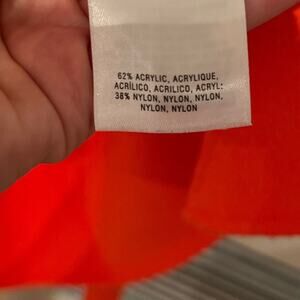 62% ACRYLIC, ACRYLIQUE,
ACRÍLICO, ACRILICO, ACRYL:
38% NYLON, NYLON, NYLON,
NYLON, NYLON